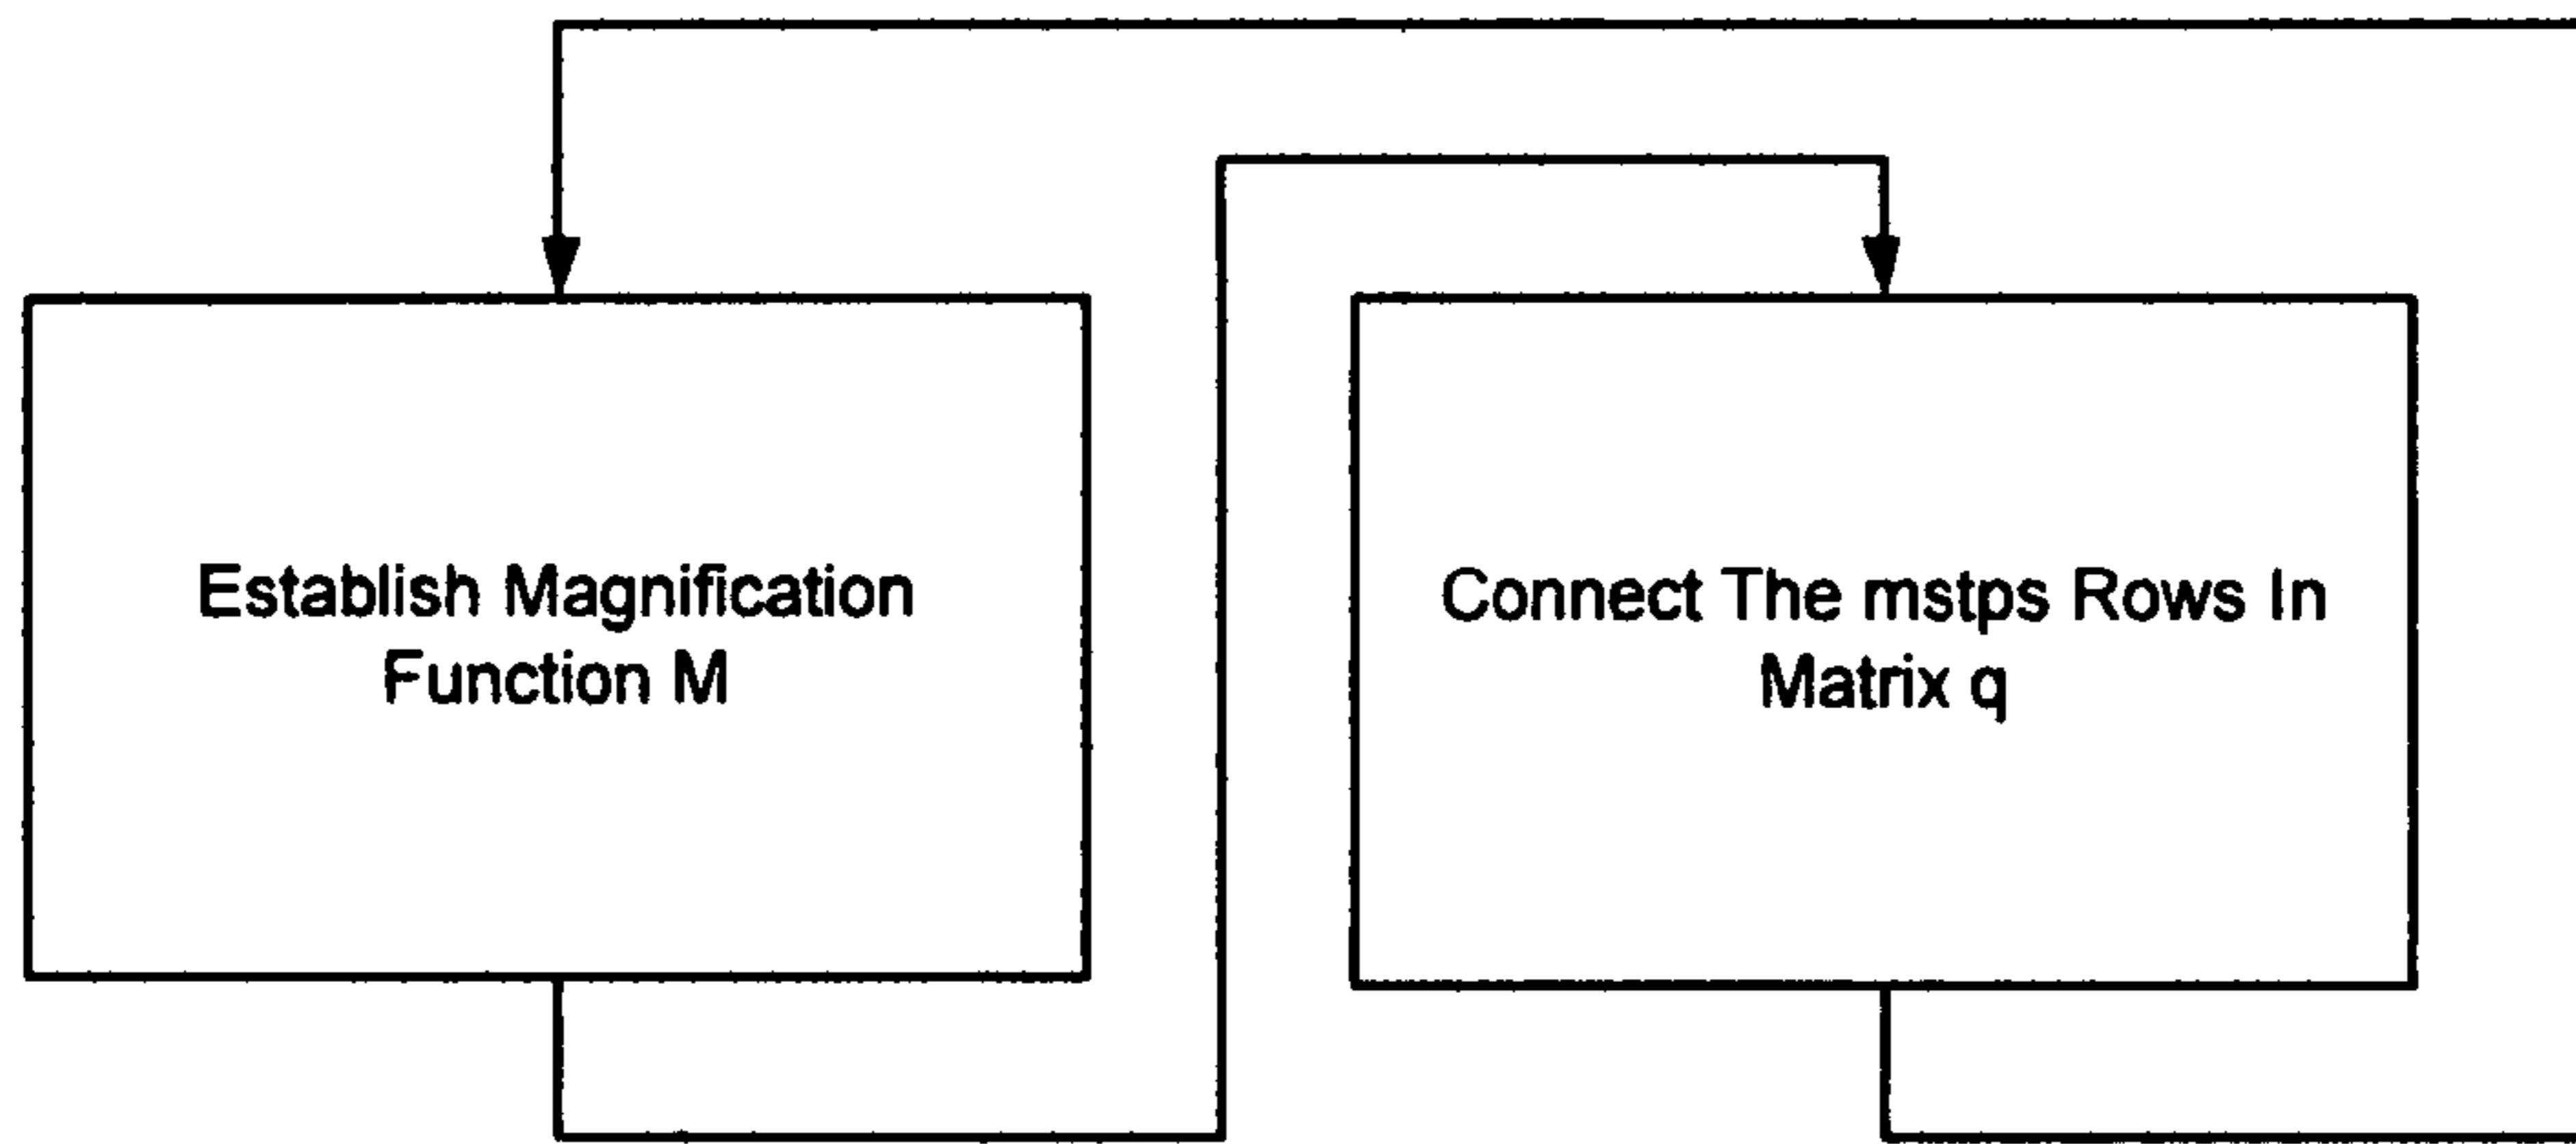 Establish Magnification
Function M
Connect The mstps Rows In
Matrix q